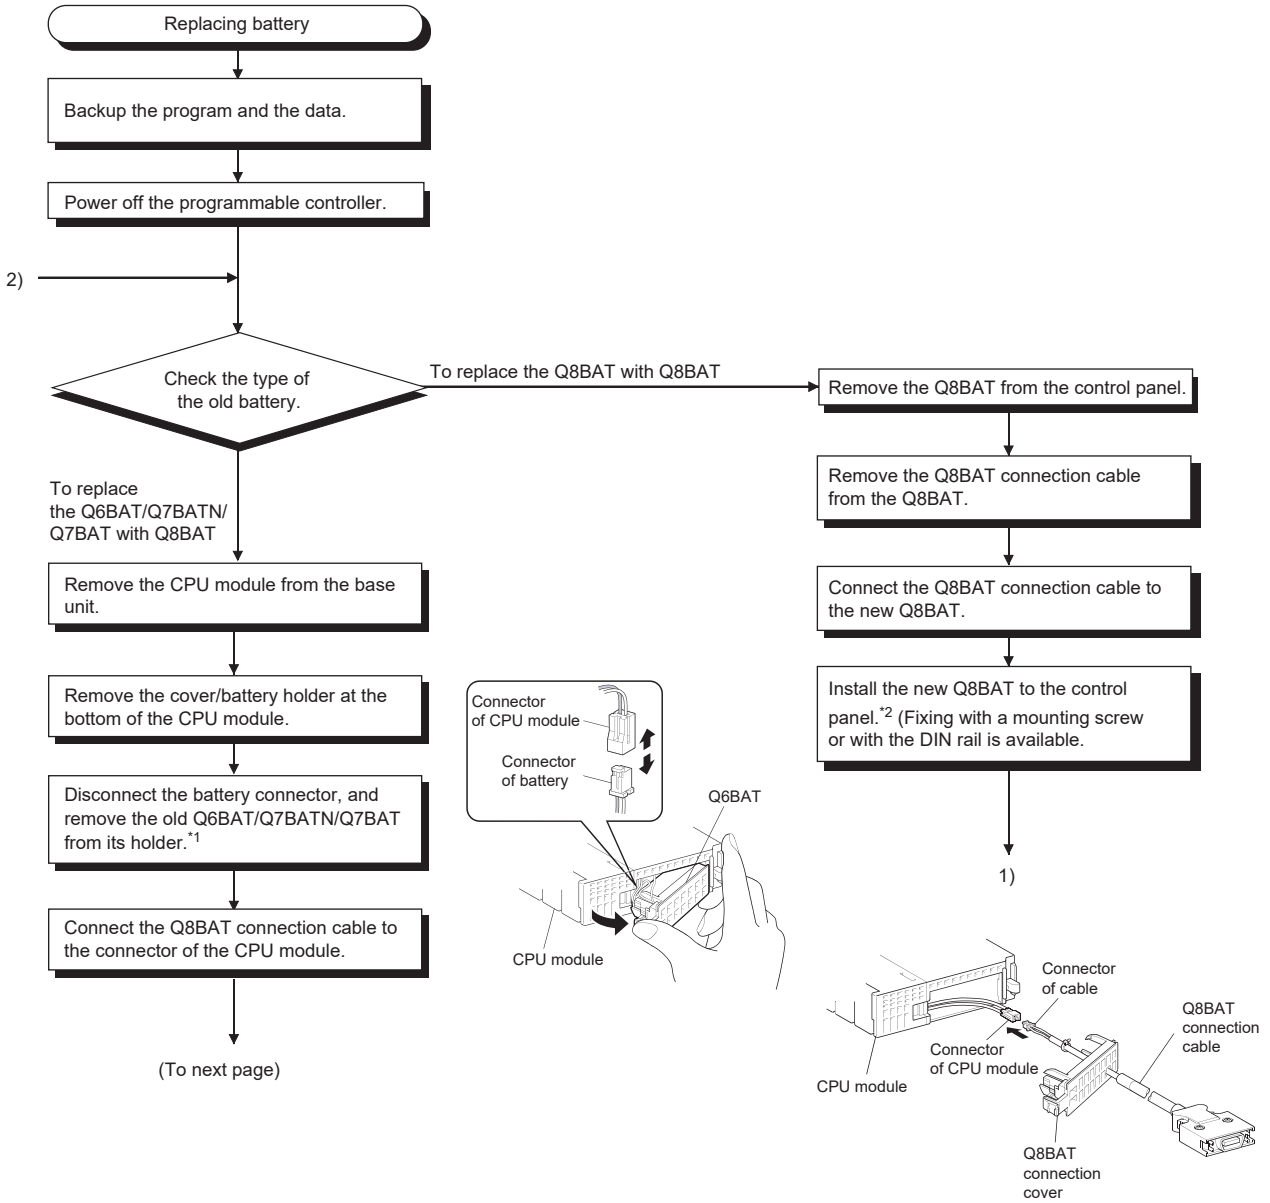 Replacing battery
Backup the program and the data.
Power off the programmable controller.
2)
Check the type of
the old battery.
To replace the Q8BAT with Q8BAT
To replace
the Q6BAT/Q7BATN/
Q7BAT with Q8BAT
Remove the CPU module from the base
unit.
Remove the cover/battery holder at the
bottom of the CPU module.
Disconnect the battery connector, and
remove the old Q6BAT/Q7BATN/Q7BAT
from its holder.*1
Connect the Q8BAT connection cable to
the connector of the CPU module.
(To next page)
Connector
of CPU module
Connector
of battery
Q6BAT
CPU module
Remove the Q8BAT from the control panel.
Remove the Q8BAT connection cable
from the Q8BAT.
Connect the Q8BAT connection cable to
the new Q8BAT.
Install the new Q8BAT to the control
panel.*2 (Fixing with a mounting screw
or with the DIN rail is available.
1)
Connector
of cable
Q8BAT
connection
cable
Connector
of CPU module
CPU module
Q8BAT
connection
cover